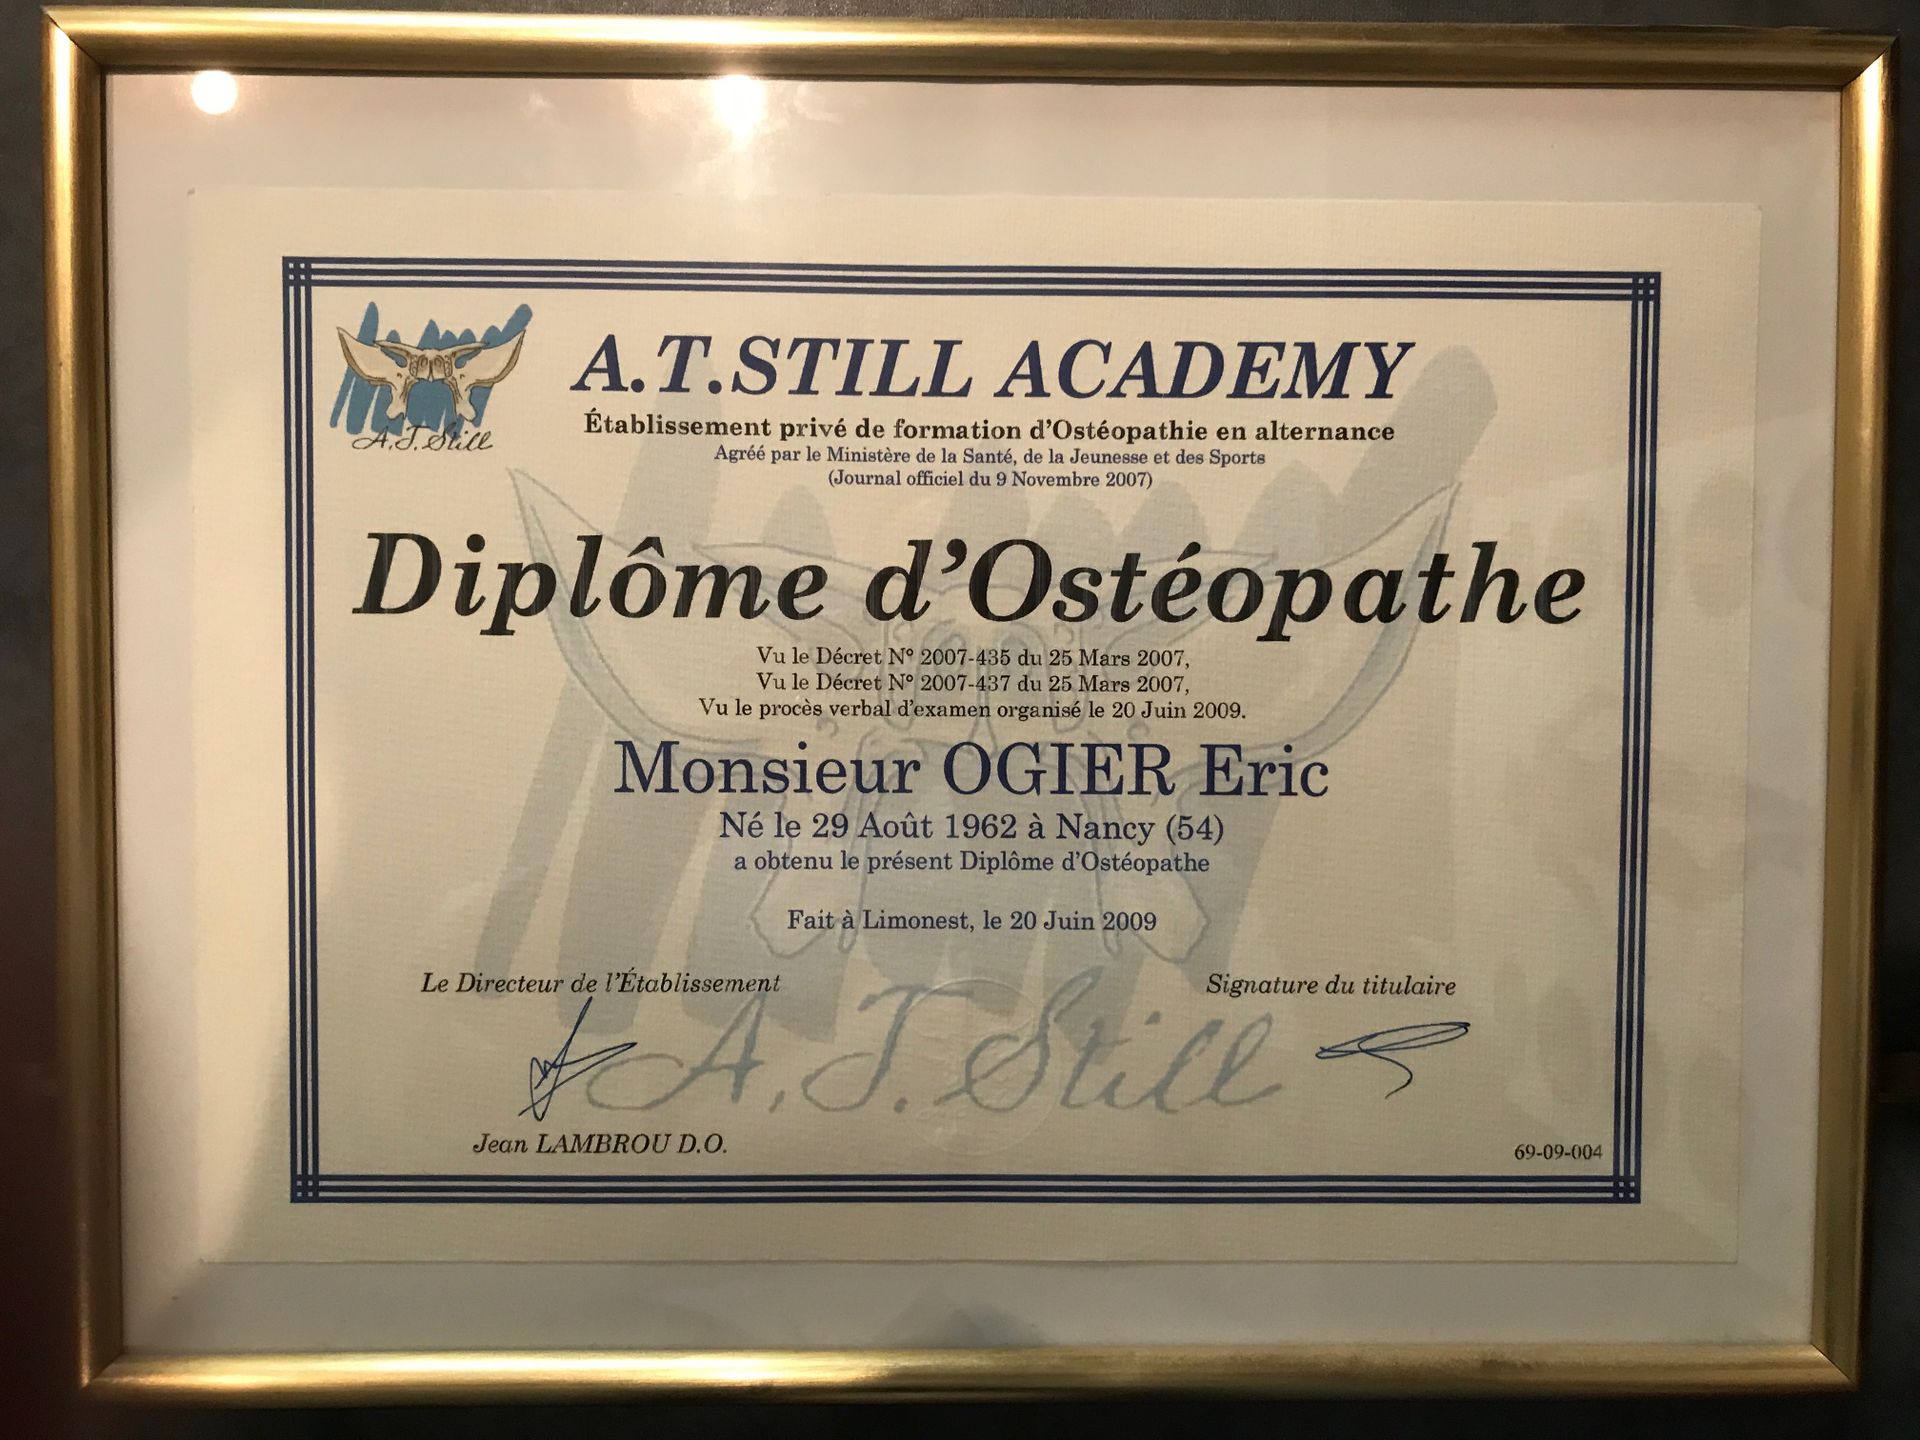 A.T.Still
A.T.STILL ACADEMY
Établissement privé de formation d'Ostéopathie en alternance
Agréé par le Ministère de la Santé, de la Jeunesse et des Sports
(Journal officiel du 9 Novembre 2007)
Diplôme d'Ostéopathe
Vu le Décret N° 2007-435 du 25 Mars 2007,
Vu le Décret N° 2007-437 du 25 Mars 2007,
Vu le procès verbal d'examen organisé le 20 Juin 2009.
Monsieur OGIER Eric
Né le 29 Août 1962 à Nancy (54)
a obtenu le présent Diplôme d'Ostéopathe
Fait à Limonest, le 20 Juin 2009
Le Directeur de l'Établissement
Signature du titulaire
A.T.Still
Jean LAMBROU D.O.
69-09-004